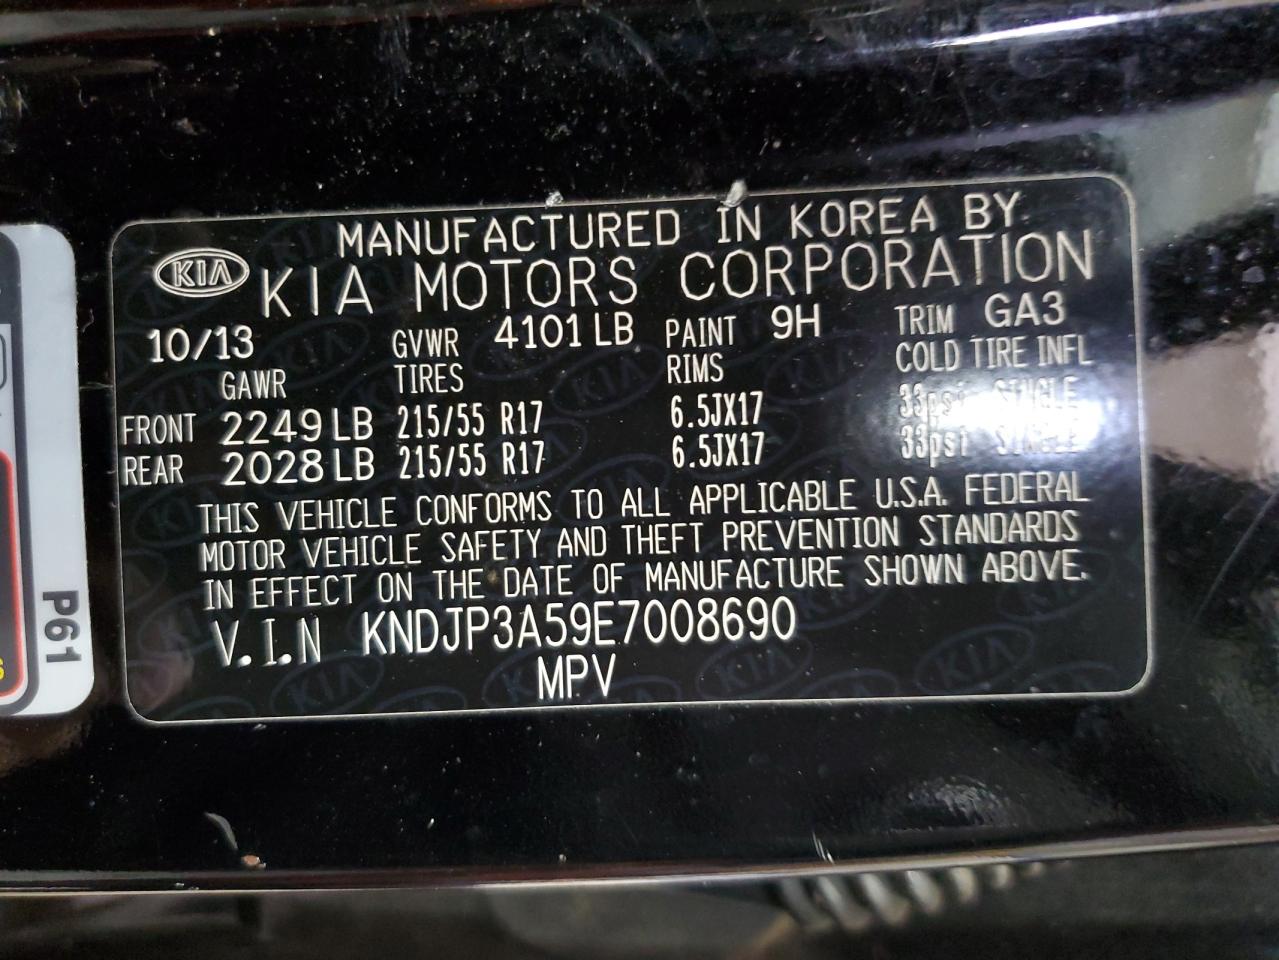 MANUFACTURED IN KOREA BY
KIA KIA MOTORS CORPORATION
10/13 GVWR 4101 LB PAINT 9H TRIM GA3
GAWR TIRES RIMS COLD TIRE INFL
FRONT 2249 LB 215/55 R17 6.5JX17 33psi SINGLE
REAR 2028 LB 215/55 R17 6.5JX17 33psi SINGLE
THIS VEHICLE CONFORMS TO ALL APPLICABLE U.S.A. FEDERAL
MOTOR VEHICLE SAFETY AND THEFT PREVENTION STANDARDS
IN EFFECT ON THE DATE OF MANUFACTURE SHOWN ABOVE.
V.I.N KNDJP3A59E7008690
MPV
P61